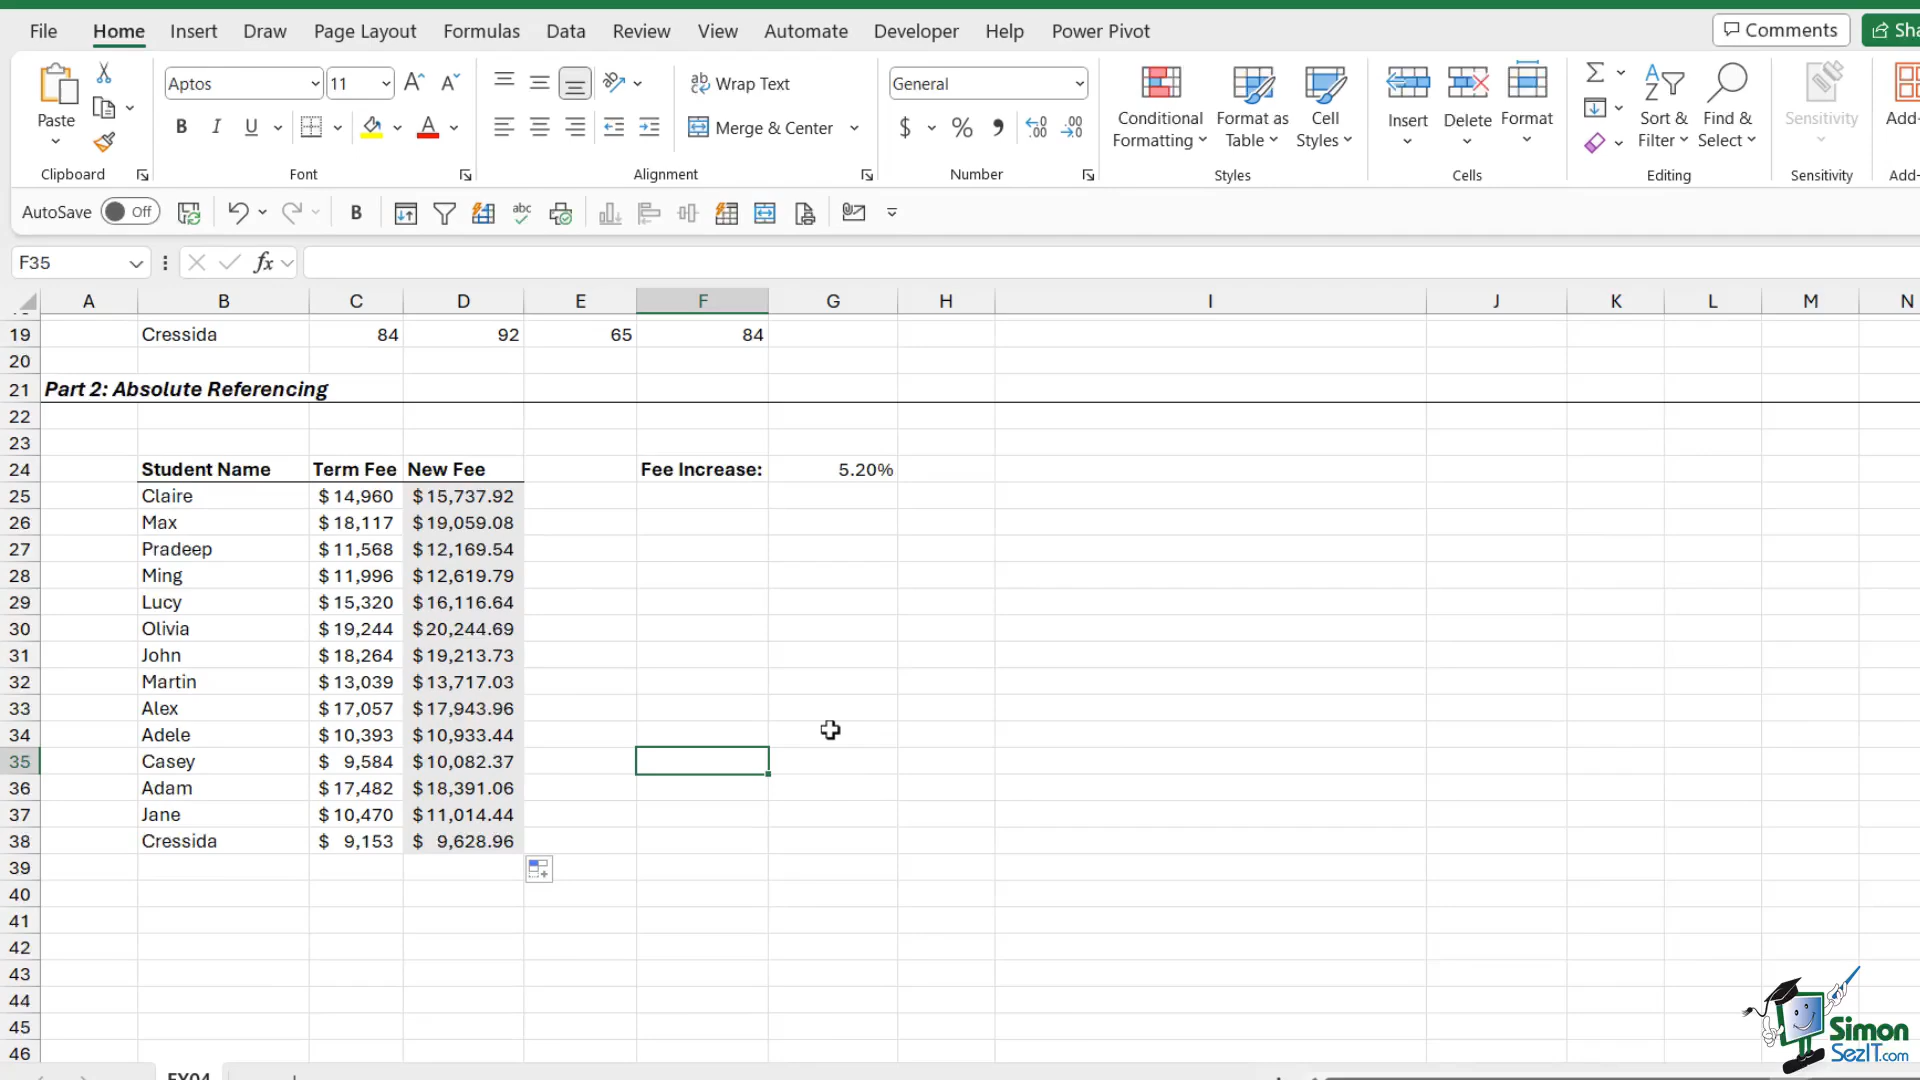 File Home Insert Draw Page Layout Formulas Data Review View Automate Developer Help Power Pivot Comments
Paste
Clipboard
Aptos 11
B I U
Font
Wrap Text
Merge & Center
Alignment
General
$ % ,
Number
Conditional Formatting
Format as Table
Cell Styles
Styles
Insert Delete Format
Cells
Sort & Filter
Find & Select
Editing
Sensitivity
Sensitivity
AutoSave Off B abc
F35 fx
A B C D E F G H I J K L M N
19 Cressida 84 92 65 84
20
21 Part 2: Absolute Referencing
22
23
24 Student Name Term Fee New Fee Fee Increase: 5.20%
25 Claire $ 14,960 $ 15,737.92
26 Max $ 18,117 $ 19,059.08
27 Pradeep $ 11,568 $ 12,169.54
28 Ming $ 11,996 $ 12,619.79
29 Lucy $ 15,320 $ 16,116.64
30 Olivia $ 19,244 $ 20,244.69
31 John $ 18,264 $ 19,213.73
32 Martin $ 13,039 $ 13,717.03
33 Alex $ 17,057 $ 17,943.96
34 Adele $ 10,393 $ 10,933.44
35 Casey $ 9,584 $ 10,082.37
36 Adam $ 17,482 $ 18,391.06
37 Jane $ 10,470 $ 11,014.44
38 Cressida $ 9,153 $ 9,628.96
39
40
41
42
43
44
45
46
Simon
SezIT.com